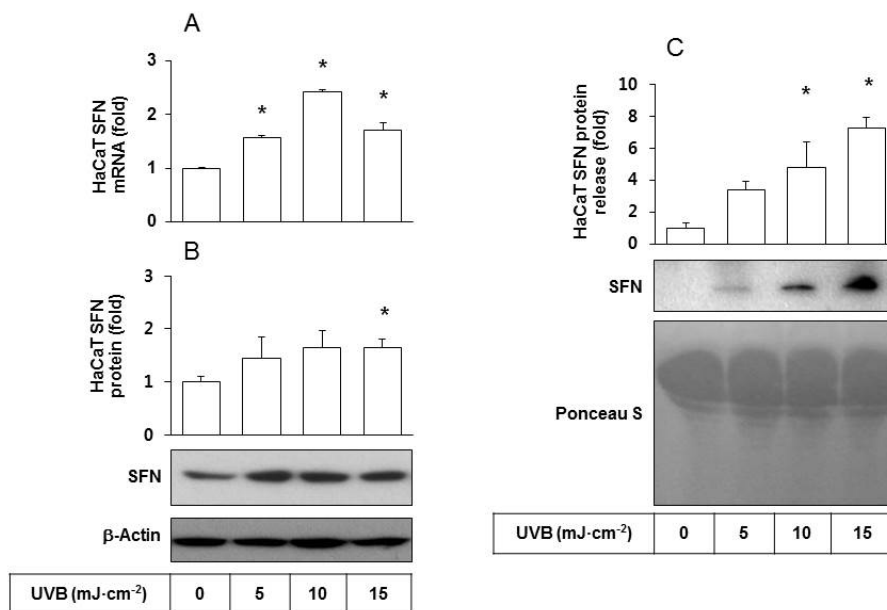 A
HaCaT SFN
mRNA (fold)
3
2
1
0
*
*
*
B
HaCaT SFN
protein (fold)
3
2
1
0
*
SFN
β-Actin
UVB (mJ·cm⁻²) 0 5 10 15
C
HaCaT SFN protein
release (fold)
10
8
6
4
2
0
*
*
SFN
Ponceau S
UVB (mJ·cm⁻²) 0 5 10 15